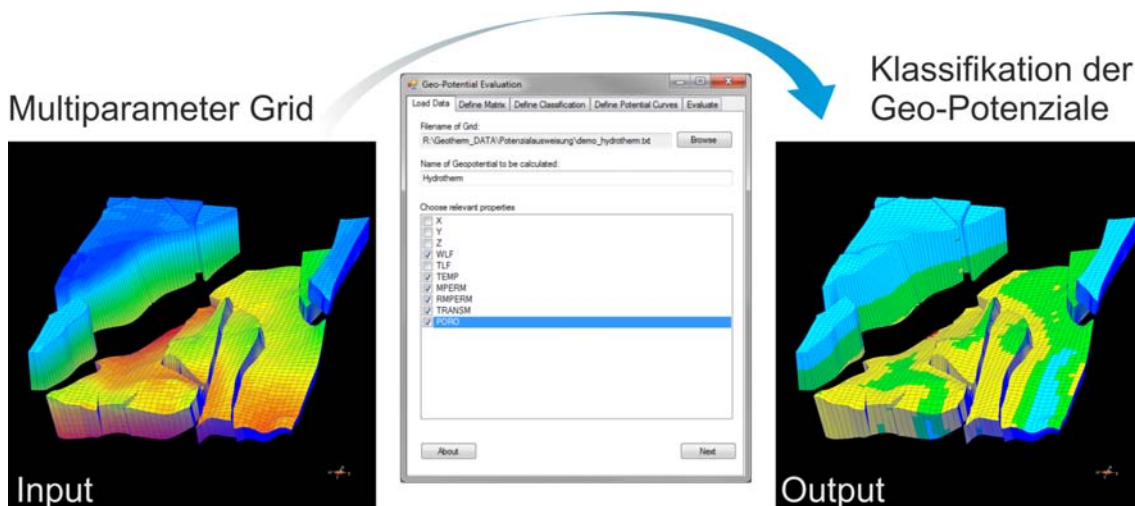 Multiparameter Grid
Input
Geo-Potential Evaluation
Load Data Define Matrix Define Classification Define Potential Curves Evaluate
Filename of Grid:
R:\Geotherm_DATA\Potenzialausweisung\demo_hydrotherm.txt Browse
Name of Geopotential to be calculated:
Hydrotherm
Choose relevant properties
X
Y
Z
WLF
TLF
TEMP
MPERM
RMPERM
TRANSM
PORO
About Next
Klassifikation der
Geo-Potenziale
Output